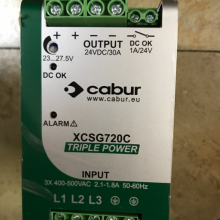 OUTPUT
24VDC/30A
DC OK
1A/24V
23...27.5V
DC OK
cabur
www.cabur.eu
XCSG720C
ALARM
TRIPLE POWER
INPUT
3X 400-500VAC 2.1-1.8A 50-60Hz
L1 L2 L3